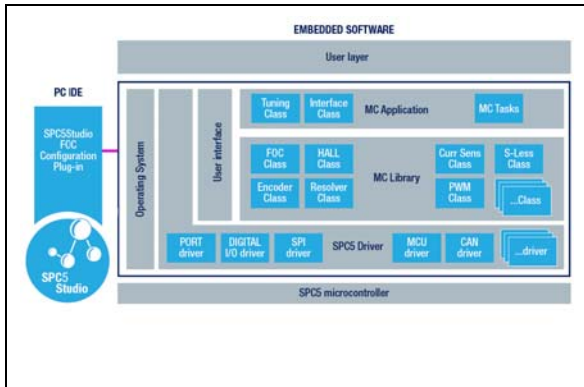 EMBEDDED SOFTWARE
User layer
PC IDE
SPC5Studio
FOC
Configuration
Plug-in
SPC5
Studio
Operating System
User interface
Tuning
Class
Interface
Class
MC Application
MC Tasks
FOC
Class
HALL
Class
Curr Sens
Class
S-Less
Class
Encoder
Class
Resolver
Class
MC Library
PWM
Class
...Class
PORT
driver
DIGITAL
I/O driver
SPI
driver
SPC5 Driver
MCU
driver
CAN
driver
...driver
SPC5 microcontroller